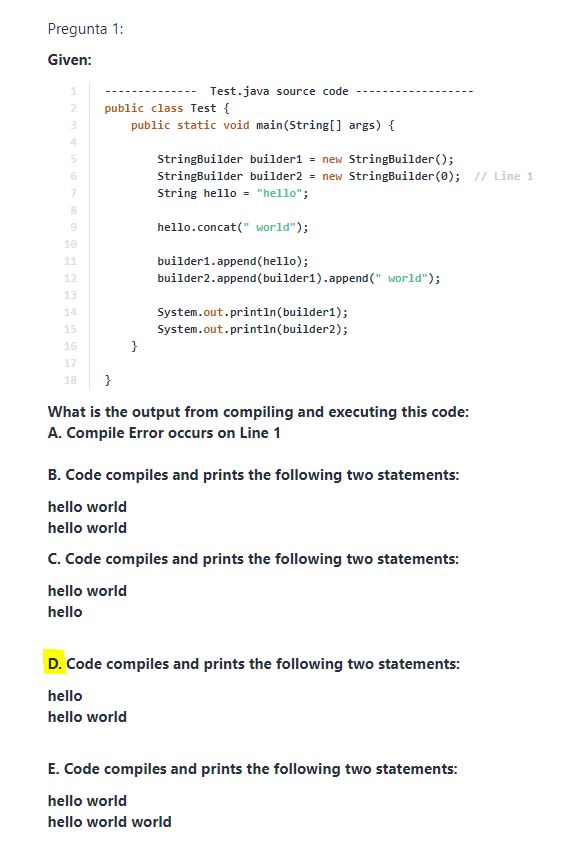 Pregunta 1:
Given:
1 -------------- Test.java source code ------------------
2 public class Test {
3 public static void main(String[] args) {
4
5 StringBuilder builder1 = new StringBuilder();
6 StringBuilder builder2 = new StringBuilder(0); // Line 1
7 String hello = "hello";
8
9 hello.concat(" world");
10
11 builder1.append(hello);
12 builder2.append(builder1).append(" world");
13
14 System.out.println(builder1);
15 System.out.println(builder2);
16 }
17
18 }
What is the output from compiling and executing this code:
A. Compile Error occurs on Line 1
B. Code compiles and prints the following two statements:
hello world
hello world
C. Code compiles and prints the following two statements:
hello world
hello
D. Code compiles and prints the following two statements:
hello
hello world
E. Code compiles and prints the following two statements:
hello world
hello world world